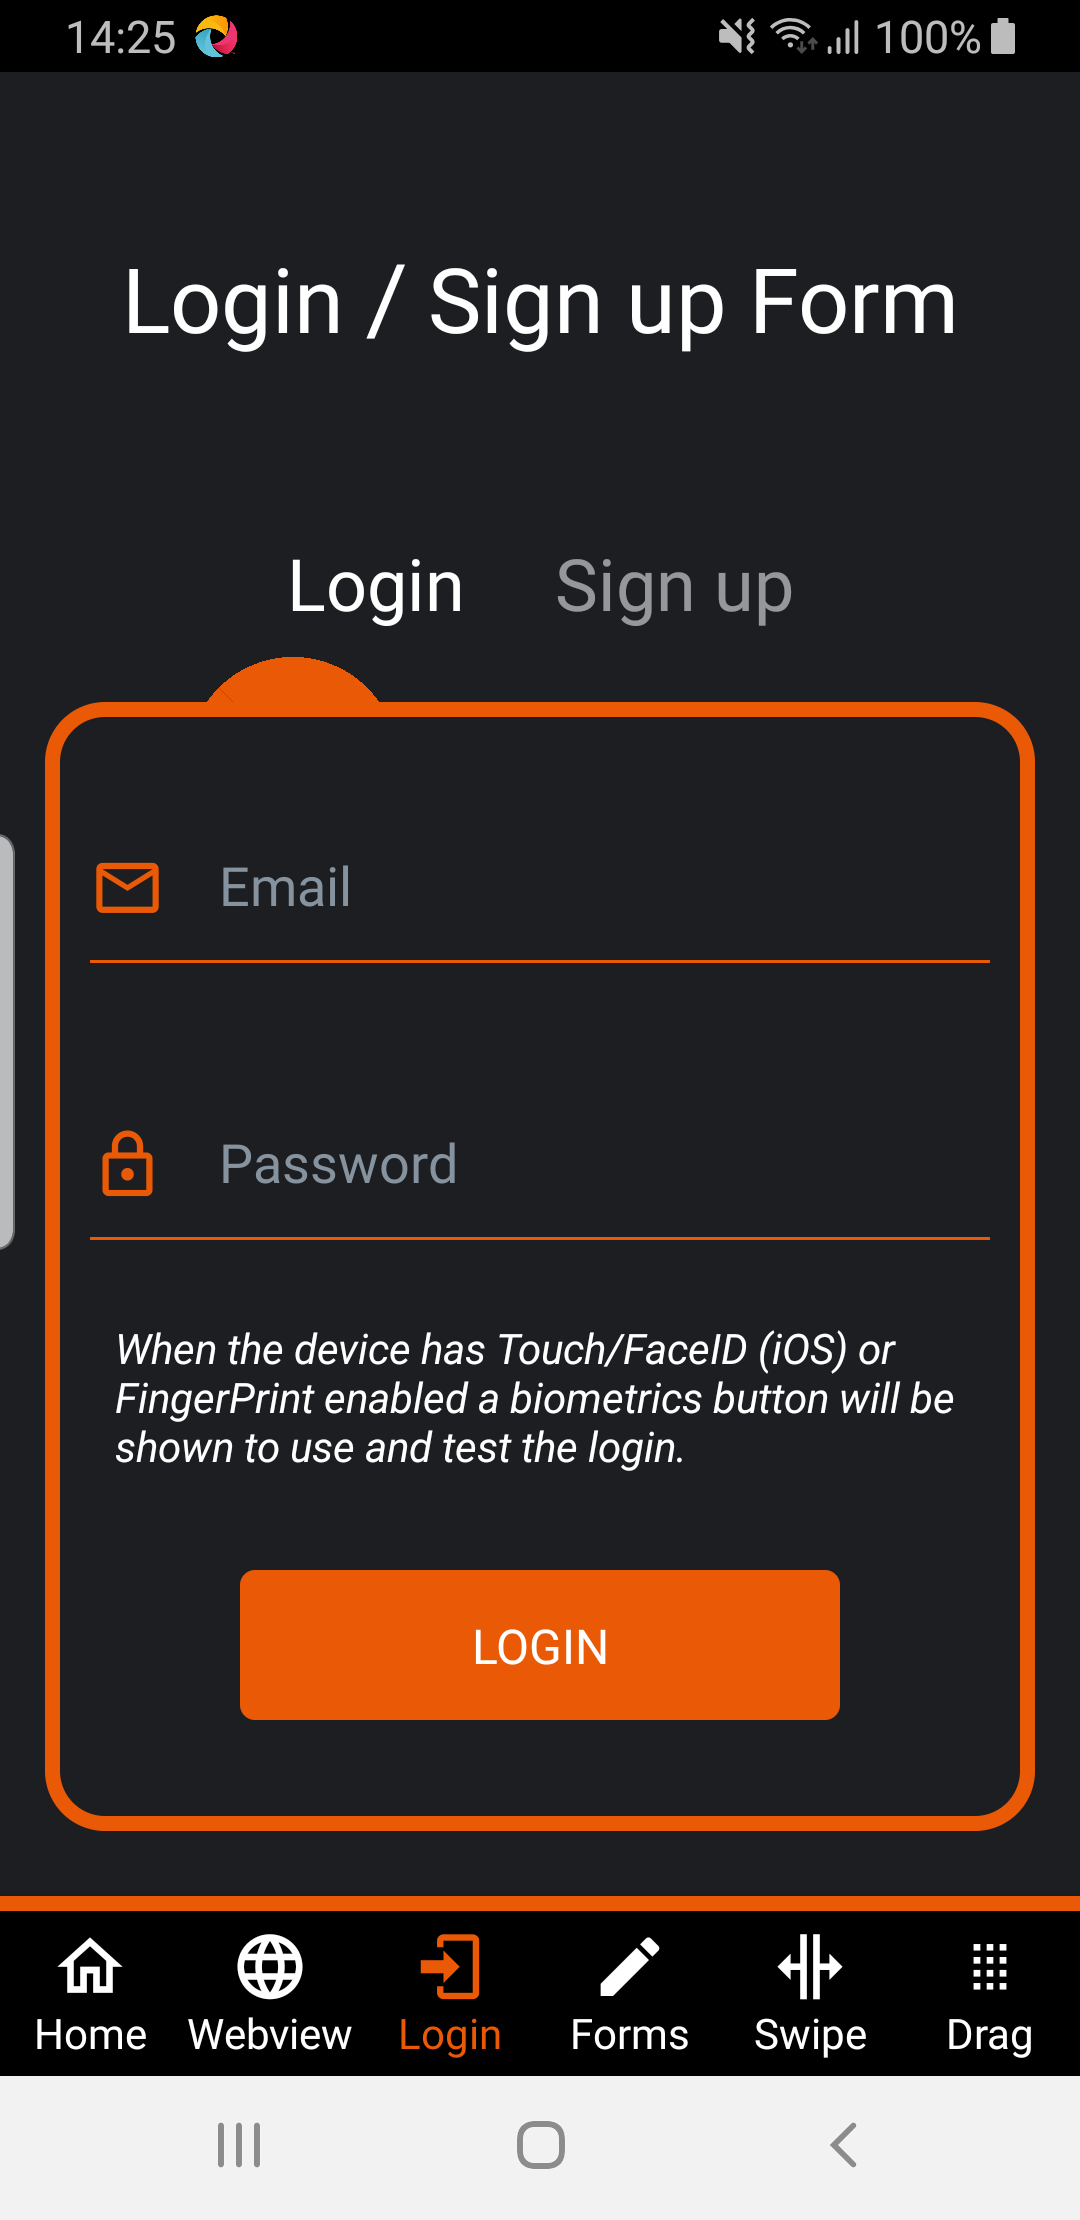 14:25 100%
Login / Sign up Form
Login Sign up
Email
Password
When the device has Touch/FaceID (iOS) or
FingerPrint enabled a biometrics button will be
shown to use and test the login.
LOGIN
Home Webview Login Forms Swipe Drag